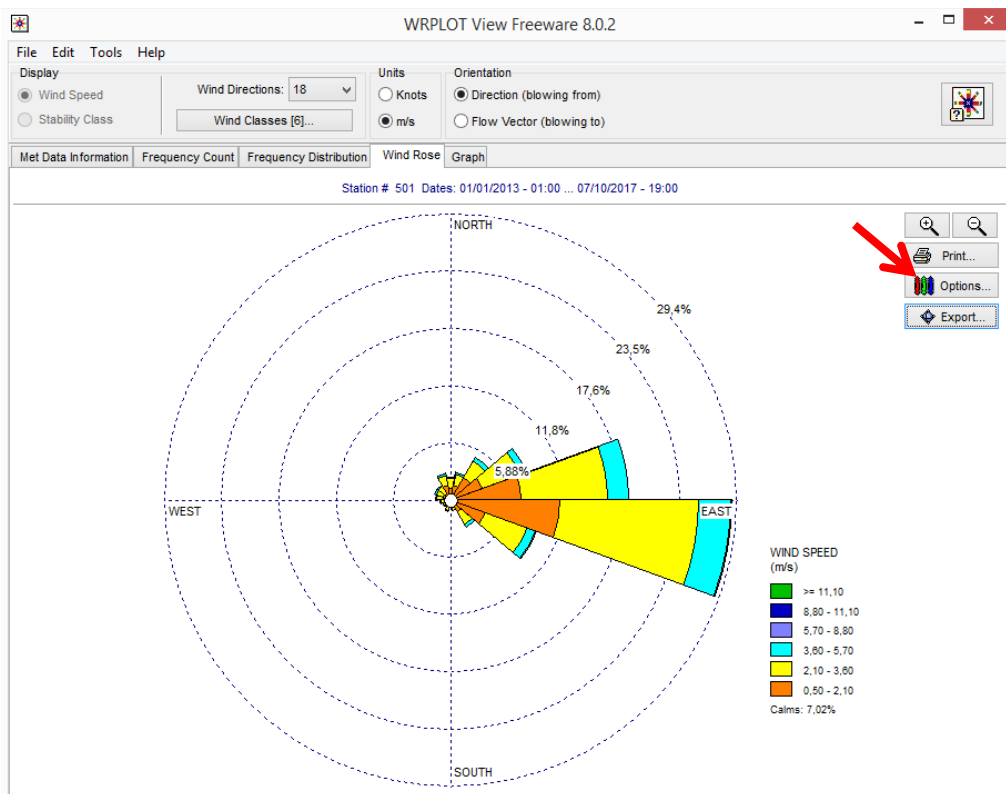 WRPLOT View Freeware 8.0.2
File Edit Tools Help
Display
Wind Speed
Stability Class
Wind Directions: 18
Wind Classes [6]...
Units
Knots
m/s
Orientation
Direction (blowing from)
Flow Vector (blowing to)
Met Data Information Frequency Count Frequency Distribution Wind Rose Graph
Station # 501 Dates: 01/01/2013 - 01:00 ... 07/10/2017 - 19:00
Print...
Options...
Export...
NORTH
29,4%
23,5%
17,6%
11,8%
5,88%
WEST
EAST
SOUTH
WIND SPEED
(m/s)
>= 11,10
8,80 - 11,10
5,70 - 8,80
3,60 - 5,70
2,10 - 3,60
0,50 - 2,10
Calms: 7,02%